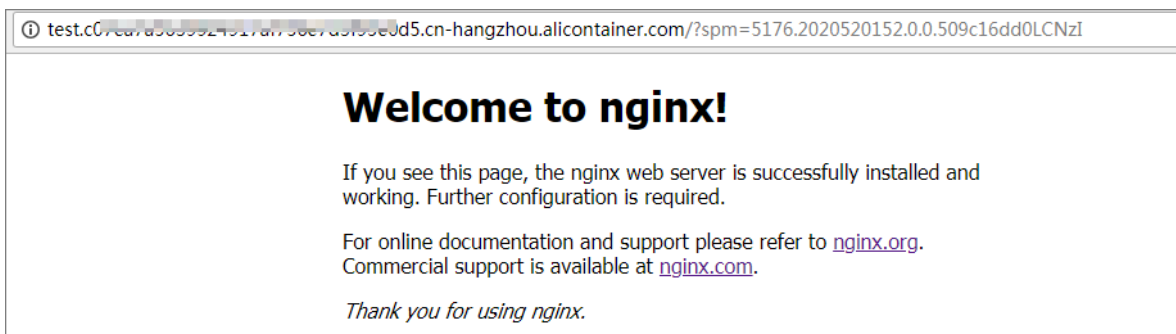 test.c0 0d5.cn-hangzhou.alicontainer.com/?spm=5176.2020520152.0.0.509c16dd0LCNzI
Welcome to nginx!
If you see this page, the nginx web server is successfully installed and
working. Further configuration is required.
For online documentation and support please refer to nginx.org.
Commercial support is available at nginx.com.
Thank you for using nginx.